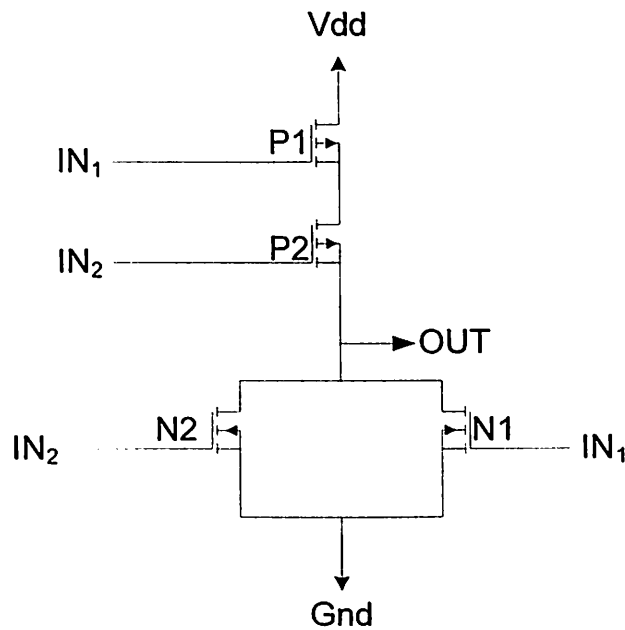 Vdd
P1
IN₁
P2
IN₂
OUT
N2
N1
IN₂
IN₁
Gnd